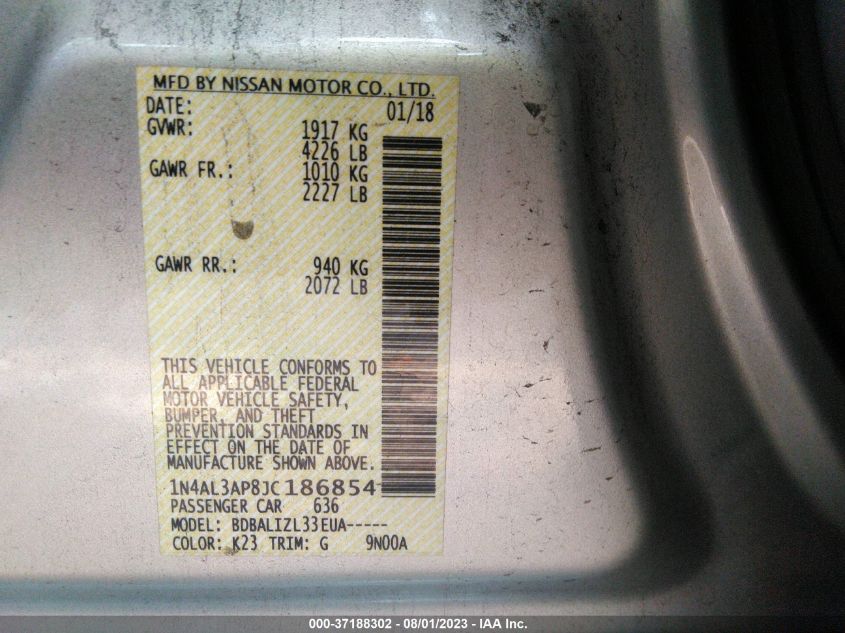 MFD BY NISSAN MOTOR CO., LTD.
DATE: 01/18
GVWR: 1917 KG
4226 LB
GAWR FR.: 1010 KG
2227 LB
GAWR RR.: 940 KG
2072 LB
THIS VEHICLE CONFORMS TO
ALL APPLICABLE FEDERAL
MOTOR VEHICLE SAFETY,
BUMPER, AND THEFT
PREVENTION STANDARDS IN
EFFECT ON THE DATE OF
MANUFACTURE SHOWN ABOVE.
1N4AL3AP8JC186854
PASSENGER CAR 636
MODEL: BDBALIZL33EUA-----
COLOR: K23 TRIM: G 9N00A
000-37188302 - 08/01/2023 - IAA Inc.